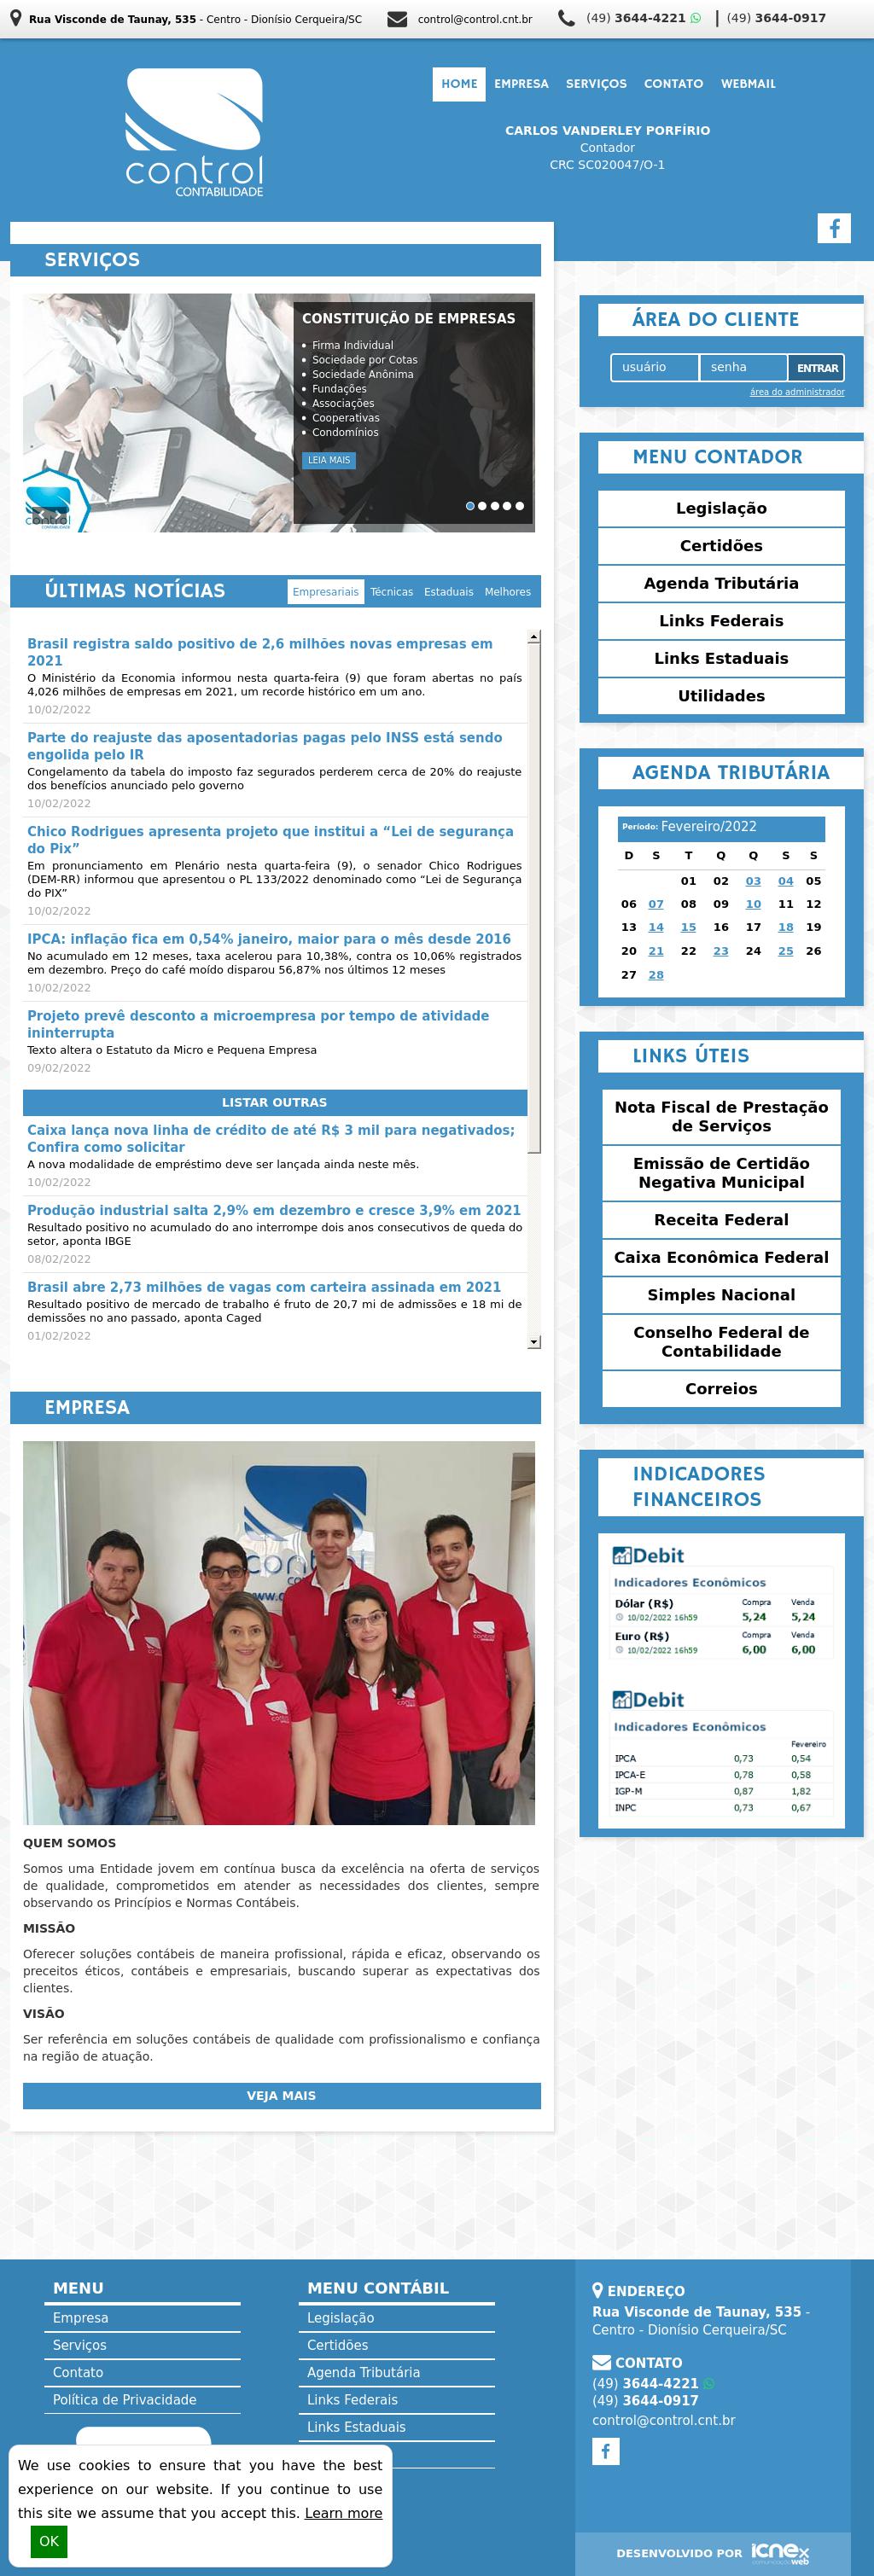 Rua Visconde de Taunay, 535 - Centro - Dionísio Cerqueira/SC
control@control.cnt.br
(49) 3644-4221 | (49) 3644-0917
control
CONTABILIDADE
HOME EMPRESA SERVIÇOS CONTATO WEBMAIL
CARLOS VANDERLEY PORFÍRIO
Contador
CRC SC020047/O-1
SERVIÇOS
CONSTITUIÇÃO DE EMPRESAS
Firma Individual
Sociedade por Cotas
Sociedade Anônima
Fundações
Associações
Cooperativas
Condomínios
LEIA MAIS
ÚLTIMAS NOTÍCIAS
Empresariais Técnicas Estaduais Melhores
Brasil registra saldo positivo de 2,6 milhões novas empresas em
2021
O Ministério da Economia informou nesta quarta-feira (9) que foram abertas no país
4,026 milhões de empresas em 2021, um recorde histórico em um ano.
10/02/2022
Parte do reajuste das aposentadorias pagas pelo INSS está sendo
engolida pelo IR
Congelamento da tabela do imposto faz segurados perderem cerca de 20% do reajuste
dos benefícios anunciado pelo governo
10/02/2022
Chico Rodrigues apresenta projeto que institui a “Lei de segurança
do Pix”
Em pronunciamento em Plenário nesta quarta-feira (9), o senador Chico Rodrigues
(DEM-RR) informou que apresentou o PL 133/2022 denominado como “Lei de Segurança
do PIX”
10/02/2022
IPCA: inflação fica em 0,54% janeiro, maior para o mês desde 2016
No acumulado em 12 meses, taxa acelerou para 10,38%, contra os 10,06% registrados
em dezembro. Preço do café moído disparou 56,87% nos últimos 12 meses
10/02/2022
Projeto prevê desconto a microempresa por tempo de atividade
ininterrupta
Texto altera o Estatuto da Micro e Pequena Empresa
09/02/2022
LISTAR OUTRAS
Caixa lança nova linha de crédito de até R$ 3 mil para negativados;
Confira como solicitar
A nova modalidade de empréstimo deve ser lançada ainda neste mês.
10/02/2022
Produção industrial salta 2,9% em dezembro e cresce 3,9% em 2021
Resultado positivo no acumulado do ano interrompe dois anos consecutivos de queda do
setor, aponta IBGE
08/02/2022
Brasil abre 2,73 milhões de vagas com carteira assinada em 2021
Resultado positivo de mercado de trabalho é fruto de 20,7 mi de admissões e 18 mi de
demissões no ano passado, aponta Caged
01/02/2022
EMPRESA
control
QUEM SOMOS
Somos uma Entidade jovem em contínua busca da excelência na oferta de serviços
de qualidade, comprometidos em atender as necessidades dos clientes, sempre
observando os Princípios e Normas Contábeis.
MISSÃO
Oferecer soluções contábeis de maneira profissional, rápida e eficaz, observando os
preceitos éticos, contábeis e empresariais, buscando superar as expectativas dos
clientes.
VISÃO
Ser referência em soluções contábeis de qualidade com profissionalismo e confiança
na região de atuação.
VEJA MAIS
ÁREA DO CLIENTE
usuário senha ENTRAR
área do administrador
MENU CONTADOR
Legislação
Certidões
Agenda Tributária
Links Federais
Links Estaduais
Utilidades
AGENDA TRIBUTÁRIA
Período: Fevereiro/2022
D S T Q Q S S
01 02 03 04 05
06 07 08 09 10 11 12
13 14 15 16 17 18 19
20 21 22 23 24 25 26
27 28
LINKS ÚTEIS
Nota Fiscal de Prestação
de Serviços
Emissão de Certidão
Negativa Municipal
Receita Federal
Caixa Econômica Federal
Simples Nacional
Conselho Federal de
Contabilidade
Correios
INDICADORES
FINANCEIROS
Debit
Indicadores Econômicos
Dólar (R$) Compra Venda
10/02/2022 16h59 5,24 5,24
Euro (R$) Compra Venda
10/02/2022 16h59 6,00 6,00
Debit
Indicadores Econômicos
Fevereiro
IPCA 0,73 0,54
IPCA-E 0,78 0,58
IGP-M 0,87 1,82
INPC 0,73 0,67
MENU
Empresa
Serviços
Contato
Política de Privacidade
MENU CONTÁBIL
Legislação
Certidões
Agenda Tributária
Links Federais
Links Estaduais
ENDEREÇO
Rua Visconde de Taunay, 535 -
Centro - Dionísio Cerqueira/SC
CONTATO
(49) 3644-4221
(49) 3644-0917
control@control.cnt.br
DESENVOLVIDO POR icnex
web
We use cookies to ensure that you have the best
experience on our website. If you continue to use
this site we assume that you accept this. Learn more
OK